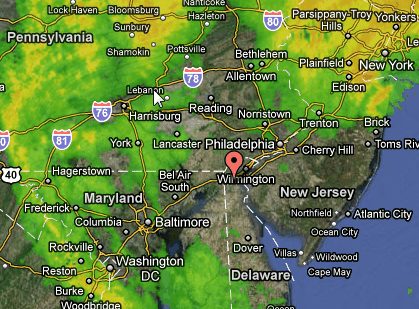 Lock Haven
Bloomsburg
Nanticoke
Hazleton
80
Parsippany-Troy
Hills
Yonkers
Pennsylvania
Sunbury
Shamokin
Pottsville
Bethlehem
Plainfield
New York
78
Allentown
Edison
Lebanon
76
Harrisburg
Reading
Norristown
Trenton
81
York
Lancaster
Philadelphia
Brick
Cherry Hill
Toms River
40
Hagerstown
Bel Air
South
Wilmington
Maryland
New Jersey
Frederick
Columbia
Baltimore
Northfield
Atlantic City
Ocean City
Rockville
Dover
Villas
Wildwood
Reston
Washington
DC
Delaware
Cape May
Burke
Woodbridge